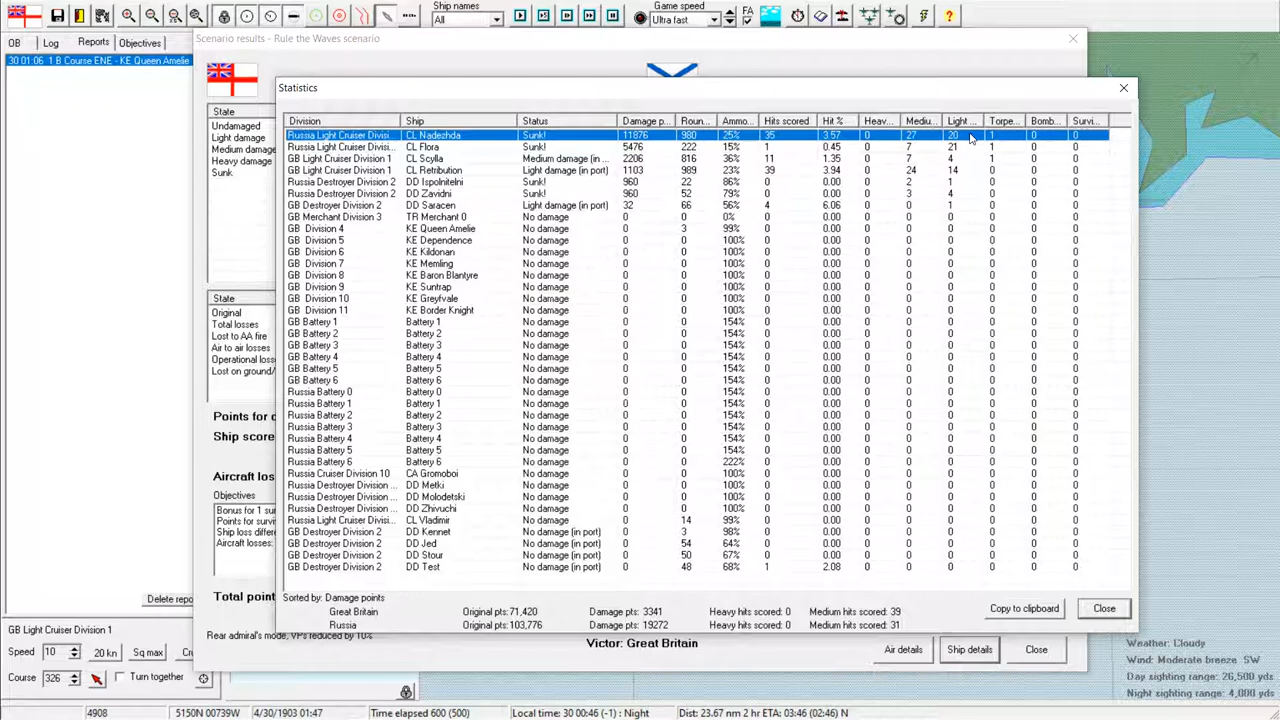 Ship names
All
Game speed
Ultra fast
FA
OB Log Reports Objectives
Scenario results - Rule the Waves scenario
30 01:06 1 B Course ENE - KE Queen Amelie
Statistics
State
Undamaged
Light damage
Medium damage
Heavy damage
Sunk
Division Ship Status Damage p... Roun... Ammo... Hits scored Hit % Heav... Mediu... Light ... Torpe... Bomb... Survi...
Russia Light Cruiser Divisi... CL Nadezhda Sunk! 11876 980 25% 35 3.57 0 27 20 1 0 0
Russia Light Cruiser Divisi... CL Flora Sunk! 5476 222 15% 1 0.45 0 7 21 1 0 0
GB Light Cruiser Division 1 CL Scylla Medium damage (in ... 2206 816 36% 11 1.35 0 7 4 1 0 0
GB Light Cruiser Division 1 CL Retribution Light damage (in port) 1103 989 23% 39 3.94 0 24 14 0 0 0
Russia Destroyer Division 2 DD Ispolnitelni Sunk! 960 22 86% 0 0 0 2 1 0 0 0
Russia Destroyer Division 2 DD Zavidni Sunk! 960 52 79% 0 0 0 3 4 0 0 0
GB Destroyer Division 2 DD Saracen Light damage (in port) 32 66 56% 4 6.06 0 0 1 0 0 0
GB Merchant Division 3 TR Merchant 0 No damage 0 0 0% 0 0 0 0 0 0 0 0
GB Division 4 KE Queen Amelie No damage 0 3 99% 0 0 0 0 0 0 0 0
GB Division 5 KE Dependence No damage 0 0 100% 0 0 0 0 0 0 0 0
GB Division 6 KE Kildonan No damage 0 0 100% 0 0 0 0 0 0 0 0
GB Division 7 KE Memling No damage 0 0 100% 0 0 0 0 0 0 0 0
GB Division 8 KE Baron Blantyre No damage 0 0 100% 0 0 0 0 0 0 0 0
GB Division 9 KE Suntrap No damage 0 0 100% 0 0 0 0 0 0 0 0
GB Division 10 KE Greyfvale No damage 0 0 100% 0 0 0 0 0 0 0 0
GB Division 11 KE Border Knight No damage 0 0 100% 0 0 0 0 0 0 0 0
GB Battery 1 Battery 1 No damage 0 0 154% 0 0 0 0 0 0 0 0
GB Battery 2 Battery 2 No damage 0 0 154% 0 0 0 0 0 0 0 0
GB Battery 3 Battery 3 No damage 0 0 154% 0 0 0 0 0 0 0 0
GB Battery 4 Battery 4 No damage 0 0 154% 0 0 0 0 0 0 0 0
GB Battery 5 Battery 5 No damage 0 0 154% 0 0 0 0 0 0 0 0
GB Battery 6 Battery 6 No damage 0 0 154% 0 0 0 0 0 0 0 0
Russia Battery 0 Battery 0 No damage 0 0 154% 0 0 0 0 0 0 0 0
Russia Battery 1 Battery 1 No damage 0 0 154% 0 0 0 0 0 0 0 0
Russia Battery 2 Battery 2 No damage 0 0 154% 0 0 0 0 0 0 0 0
Russia Battery 3 Battery 3 No damage 0 0 154% 0 0 0 0 0 0 0 0
Russia Battery 4 Battery 4 No damage 0 0 154% 0 0 0 0 0 0 0 0
Russia Battery 5 Battery 5 No damage 0 0 154% 0 0 0 0 0 0 0 0
Russia Battery 6 Battery 6 No damage 0 0 222% 0 0 0 0 0 0 0 0
Russia Cruiser Division 10 CA Gromoboi No damage 0 0 100% 0 0 0 0 0 0 0 0
Russia Destroyer Division ... DD Metki No damage 0 0 100% 0 0 0 0 0 0 0 0
Russia Destroyer Division ... DD Molodetski No damage 0 0 100% 0 0 0 0 0 0 0 0
Russia Destroyer Division ... DD Zhivuchi No damage 0 0 100% 0 0 0 0 0 0 0 0
Russia Light Cruiser Divisi... CL Vladimir No damage 0 14 99% 0 0 0 0 0 0 0 0
GB Destroyer Division 2 DD Kennet No damage (in port) 0 3 98% 0 0 0 0 0 0 0 0
GB Destroyer Division 2 DD Jed No damage (in port) 0 54 64% 0 0 0 0 0 0 0 0
GB Destroyer Division 2 DD Stour No damage (in port) 0 50 67% 0 0 0 0 0 0 0 0
GB Destroyer Division 2 DD Test No damage (in port) 0 48 68% 1 2.08 0 0 0 0 0 0
State
Original
Total losses
Lost to AA fire
Air to air losses
Operational loss
Lost on ground/
Points for d
Ship score
Aircraft los
Objectives
Bonus for 1 su
Points for survi
Ship loss differe
Aircraft losses:
Total point
Sorted by: Damage points
Great Britain Original pts: 71,420 Damage pts: 3341 Heavy hits scored: 0 Medium hits scored: 39
Russia Original pts: 103,776 Damage pts: 19272 Heavy hits scored: 0 Medium hits scored: 31
Copy to clipboard Close
Delete repo
Rear admiral's mode, VPs reduced by 10%
Victor: Great Britain
Air details Ship details Close
GB Light Cruiser Division 1
Speed 10 20 kn Sq max Cru
Course 326 Turn together
Weather: Cloudy
Wind: Moderate breeze SW
Day sighting range: 26,500 yds
Night sighting range: 4,000 yds
4908 5150N 00739W 4/30/1903 01:47 Time elapsed 600 (500) Local time: 30 00:46 (-1) : Night Dist: 23.67 nm 2 hr ETA: 03:46 (02:46) N